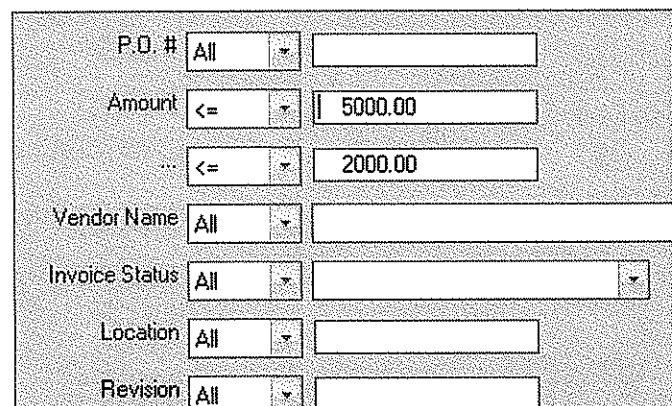 P.O. # All
Amount <= 5000.00
... <= 2000.00
Vendor Name All
Invoice Status All
Location All
Revision All